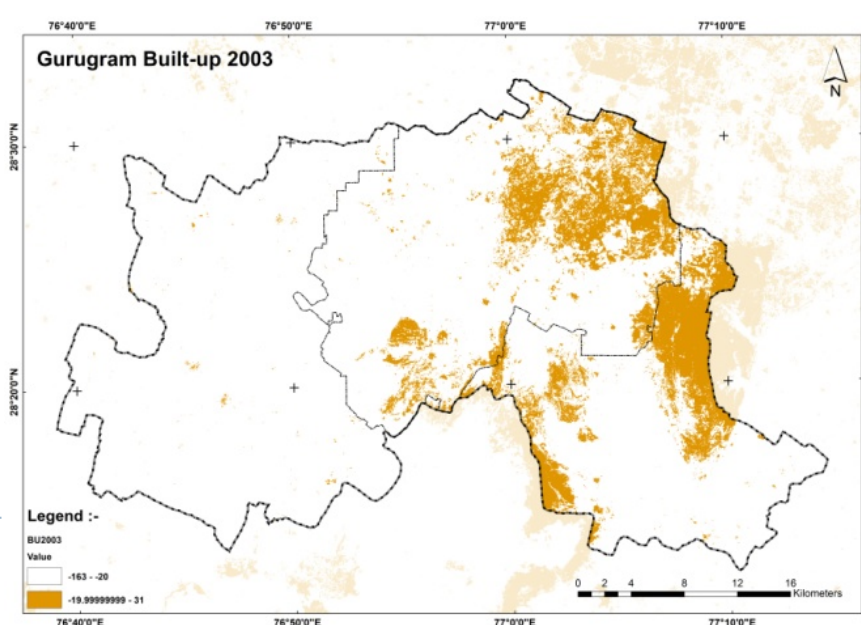 76°40'0"E 76°50'0"E 77°0'0"E 77°10'0"E
Gurugram Built-up 2003
N
28°30'0"N
28°20'0"N
Legend :-
BU2003
Value
-163 - -20
-19.99999999 - 31
0 2 4 8 12 16
Kilometers
76°40'0"E 76°50'0"E 77°0'0"E 77°10'0"E